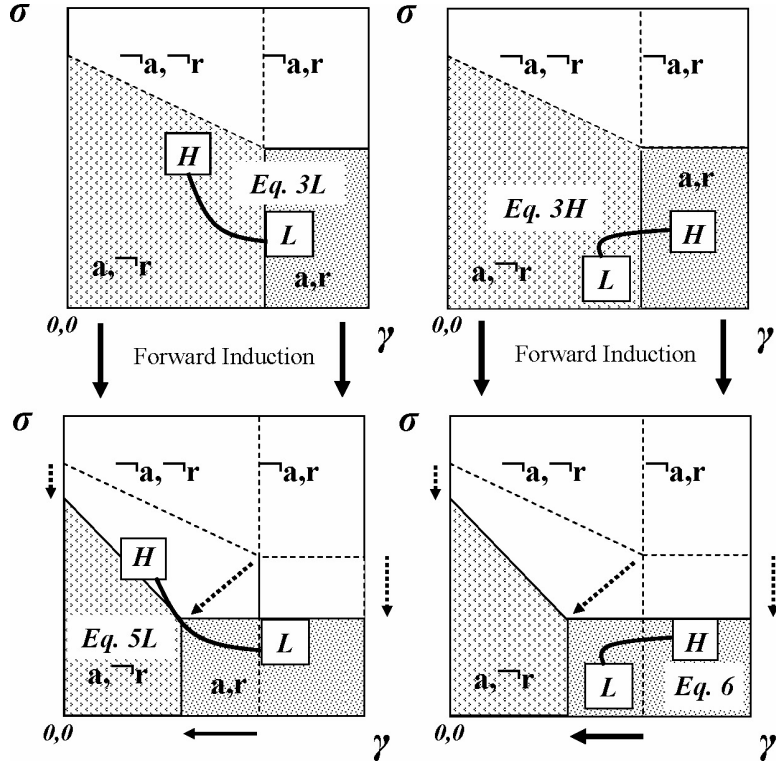 σ
¬a,¬r
¬a,r
H
Eq. 3L
L
a,¬r
a,r
0,0
γ
σ
¬a,¬r
¬a,r
a,r
Eq. 3H
H
a,¬r
L
0,0
γ
Forward Induction
Forward Induction
σ
¬a,¬r
¬a,r
H
Eq. 5L
L
a,¬r
a,r
0,0
γ
σ
¬a,¬r
¬a,r
H
a,¬r
L
Eq. 6
0,0
γ